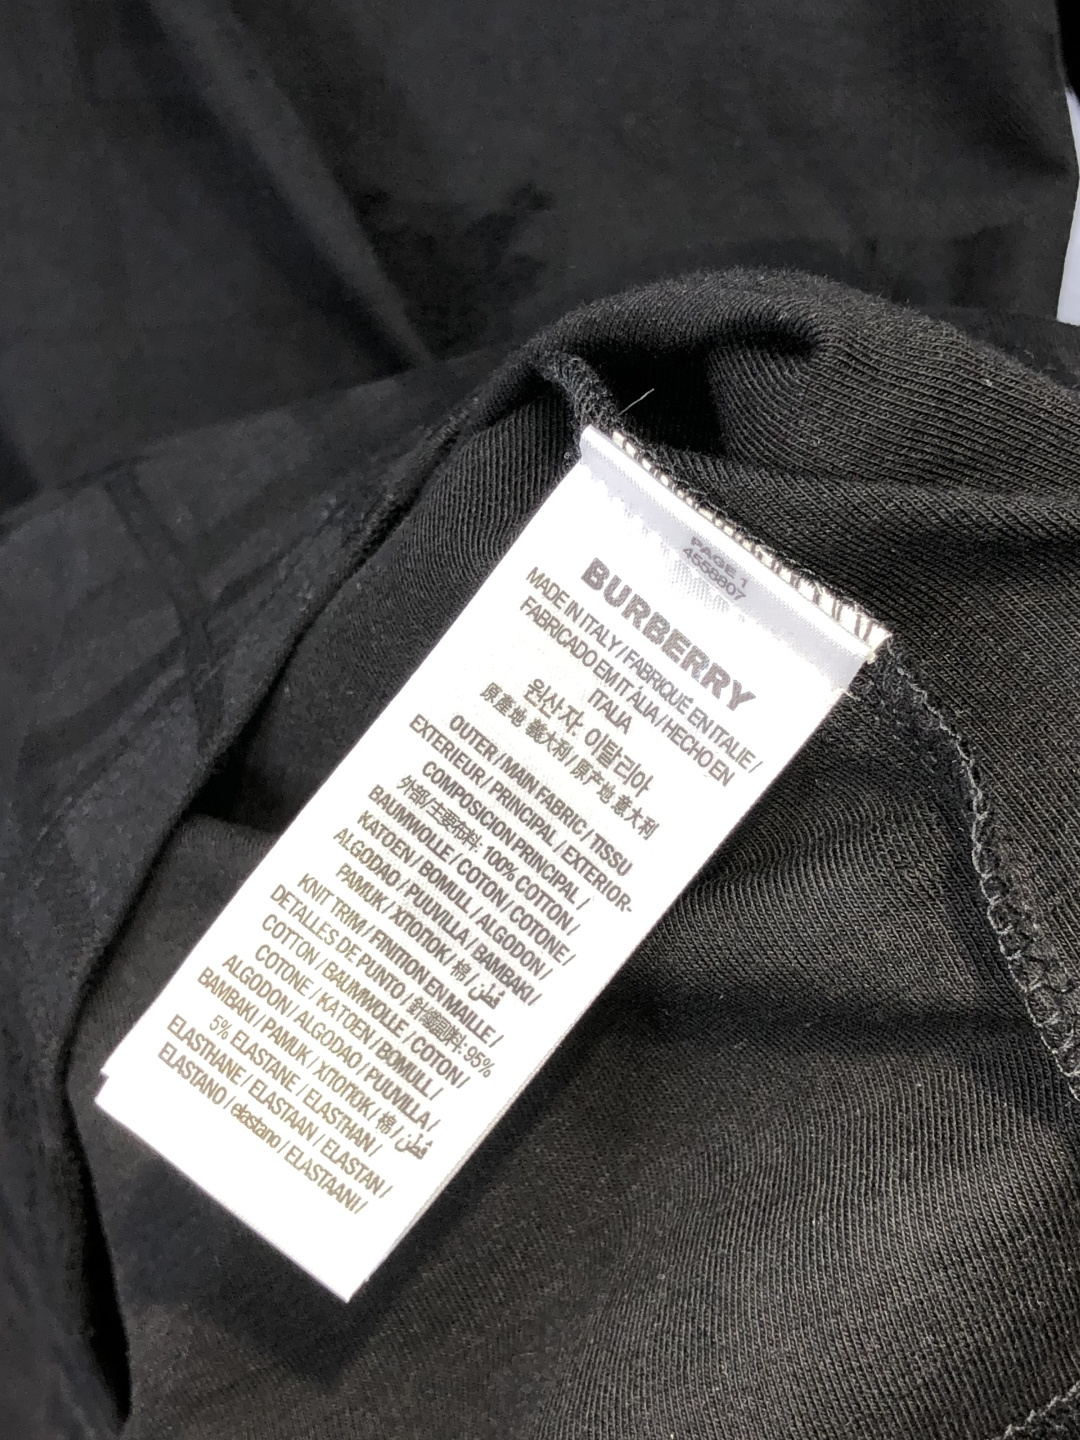 PAGE 1
4559807
BURBERRY
MADE IN ITALY / FABRIQUE EN ITALIE /
FABRICADO EM ITÁLIA / HECHO EN
ITALIA
원산지: 이탈리아
原產地 義大利 / 原产地 意大利
OUTER / MAIN FABRIC / TISSU
EXTERIEUR / PRINCIPAL / EXTERIOR-
COMPOSICION PRINCIPAL /
外部/主要布料: 100% COTTON /
BAUMWOLLE / COTON / COTONE /
KATOEN / BOMULL / ALGODON /
ALGODAO / PUUVILLA / BAMBAKI /
PAMUK / ХЛОПОК / 棉 / قطن /
KNIT TRIM / FINITION EN MAILLE /
DETALLES DE PUNTO / 針織配料: 95%
COTTON / BAUMWOLLE / COTON /
COTONE / KATOEN / BOMULL /
ALGODON / ALGODAO / PUUVILLA /
BAMBAKI / PAMUK / ХЛОПОК / 棉 / قطن /
5% ELASTANE / ELASTHAN /
ELASTHANE / ELASTAAN / ELASTAN /
ELASTANO / elastano / ELASTAANI /